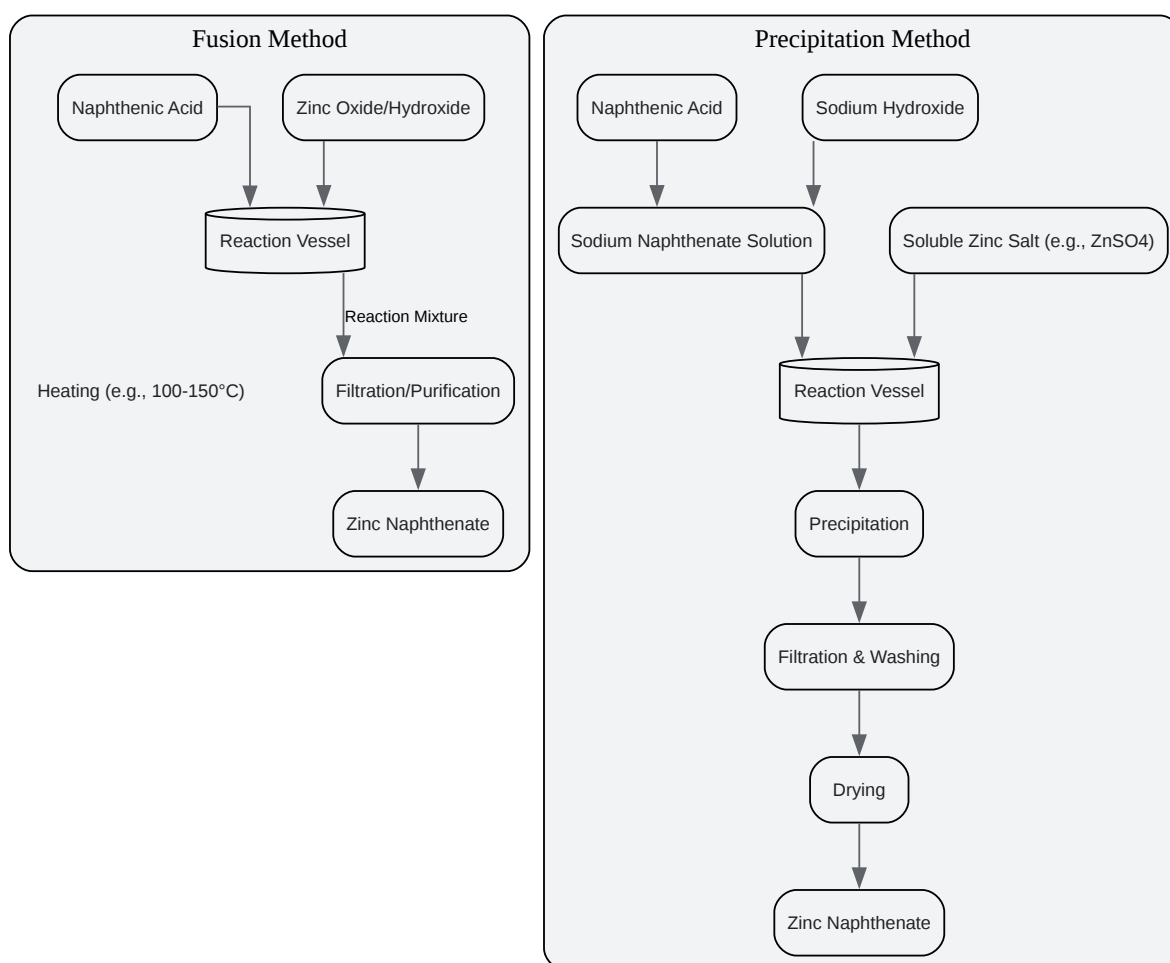 Fusion Method
Naphthenic Acid
Zinc Oxide/Hydroxide
Reaction Vessel
Reaction Mixture
Heating (e.g., 100-150°C)
Filtration/Purification
Zinc Naphthenate
Precipitation Method
Naphthenic Acid
Sodium Hydroxide
Sodium Naphthenate Solution
Soluble Zinc Salt (e.g., ZnSO4)
Reaction Vessel
Precipitation
Filtration & Washing
Drying
Zinc Naphthenate